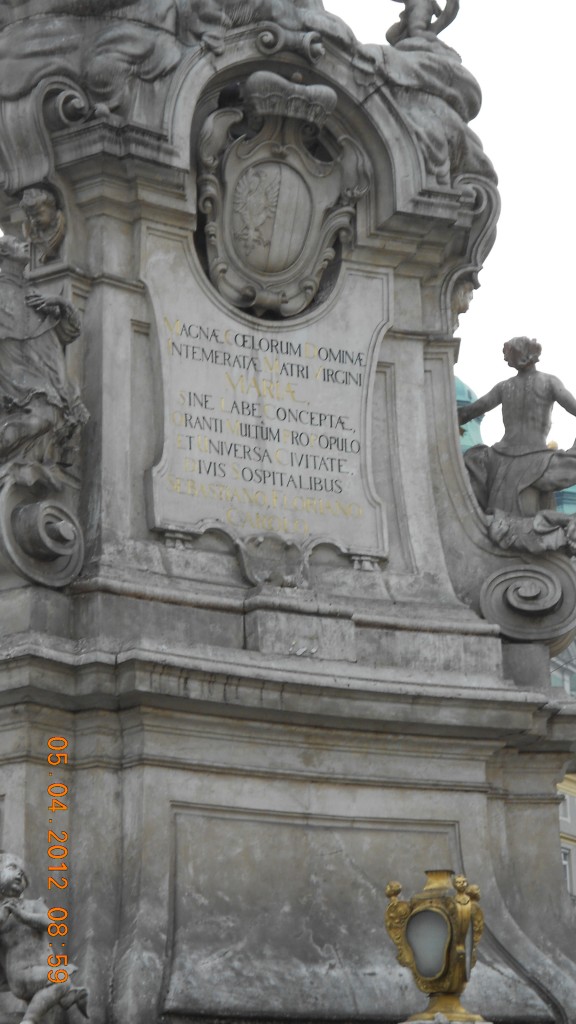 MAGNÆ CŒLORUM DOMINÆ
INTEMERATÆ MATRI VIRGINI
MARIÆ,
SINE LABE CONCEPTÆ,
ORANTI MULTÙM PRO POPULO
ET UNIVERSA CIVITATE,
DIVIS SOSPITALIBUS
SEBASTIANO, FLORIANO
CAROLO
05.04.2012 08:59